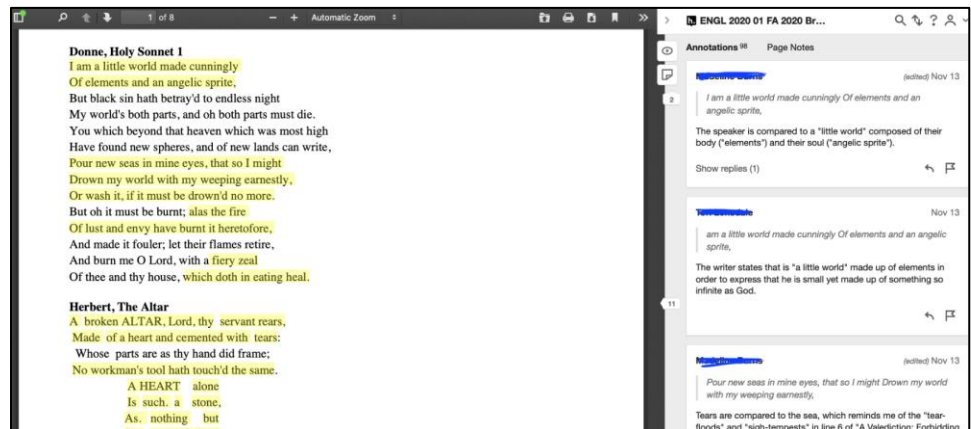 1 of 8
Automatic Zoom
Donne, Holy Sonnet 1
I am a little world made cunningly
Of elements and an angelic sprite,
But black sin hath betray'd to endless night
My world's both parts, and oh both parts must die.
You which beyond that heaven which was most high
Have found new spheres, and of new lands can write,
Pour new seas in mine eyes, that so I might
Drown my world with my weeping earnestly,
Or wash it, if it must be drown'd no more.
But oh it must be burnt; alas the fire
Of lust and envy have burnt it heretofore,
And made it fouler; let their flames retire,
And burn me O Lord, with a fiery zeal
Of thee and thy house, which doth in eating heal.
Herbert, The Altar
A broken ALTAR, Lord, thy servant rears,
Made of a heart and cemented with tears:
Whose parts are as thy hand did frame;
No workman's tool hath touch'd the same.
A HEART alone
Is such. a stone,
As. nothing but
ENGL 2020 01 FA 2020 Br...
Annotations 98 Page Notes
2
11
(edited) Nov 13
I am a little world made cunningly Of elements and an
angelic sprite,
The speaker is compared to a "little world" composed of their
body ("elements") and their soul ("angelic sprite").
Show replies (1)
Nov 13
am a little world made cunningly Of elements and an angelic
sprite,
The writer states that is "a little world" made up of elements in
order to express that he is small yet made up of something so
infinite as God.
(edited) Nov 13
Pour new seas in mine eyes, that so I might Drown my world
with my weeping earnestly,
Tears are compared to the sea, which reminds me of the "tear-
floods" and "sigh-tempests" in line 6 of "A Valediction: Forbidding